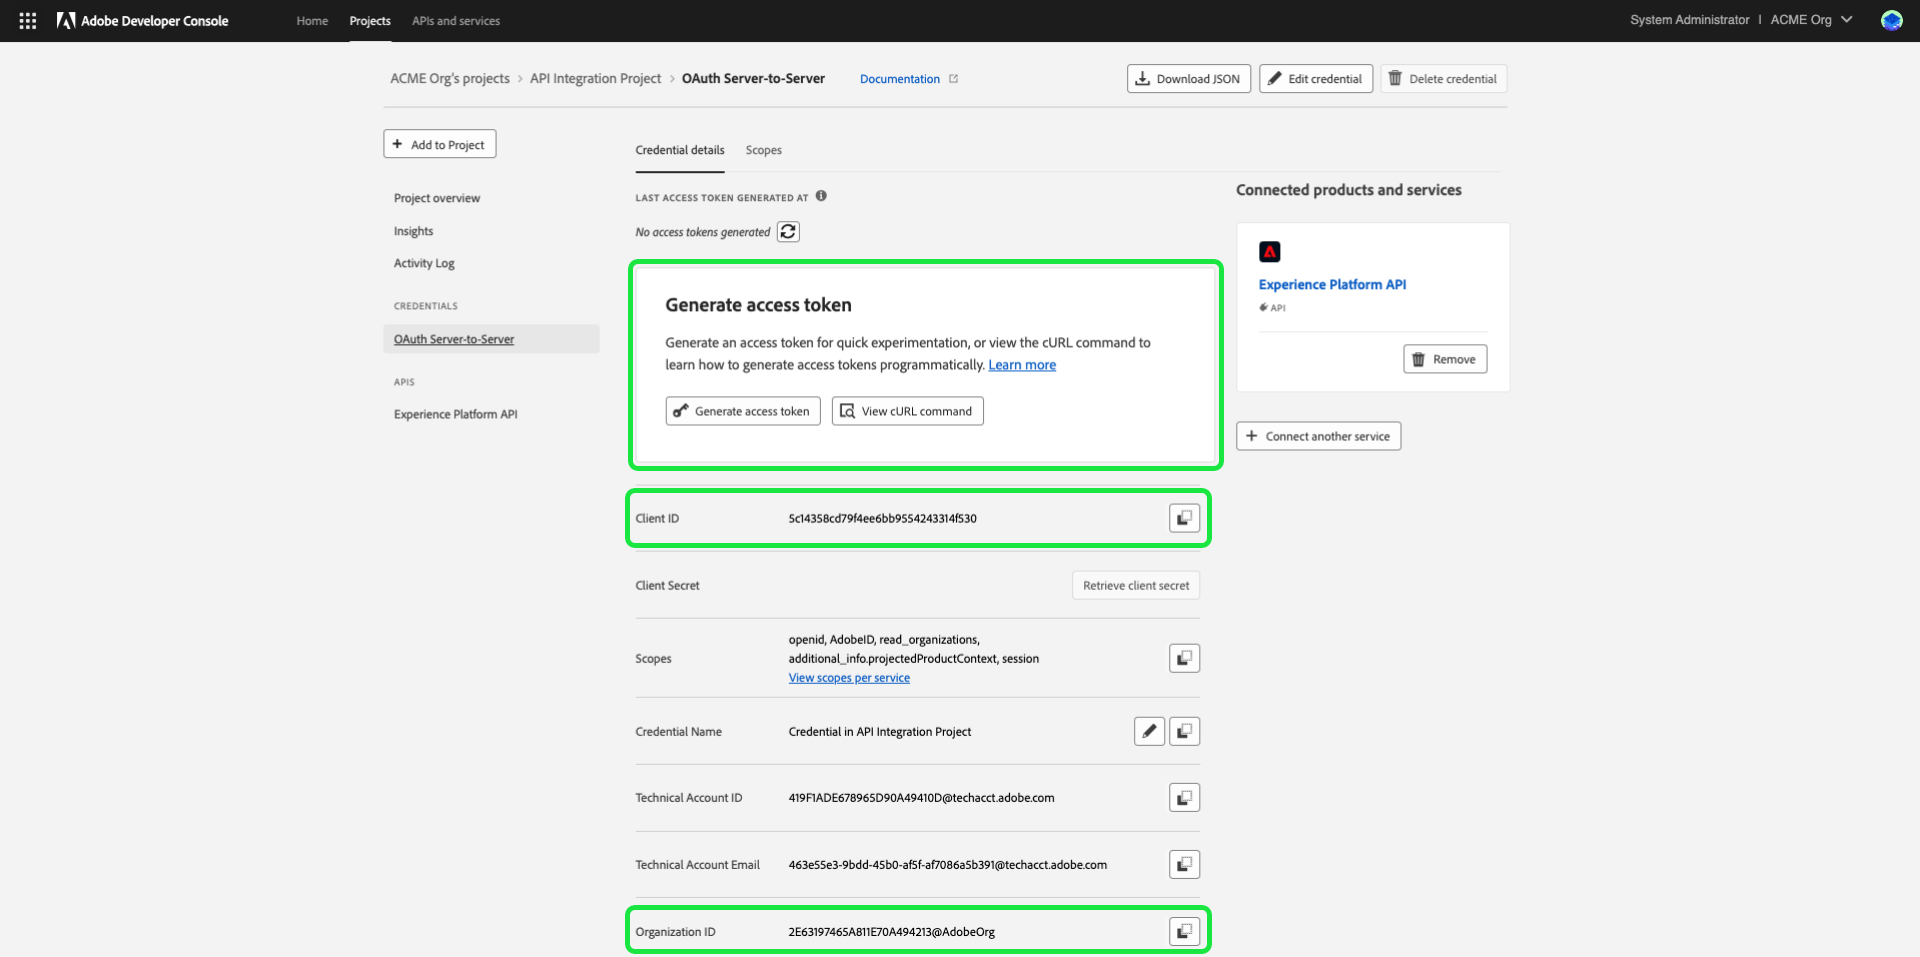 Adobe Developer Console
Home
Projects
APIs and services
System Administrator | ACME Org
ACME Org's projects > API Integration Project > OAuth Server-to-Server
Documentation
Download JSON
Edit credential
Delete credential
+ Add to Project
Project overview
Insights
Activity Log
CREDENTIALS
OAuth Server-to-Server
APIS
Experience Platform API
Credential details
Scopes
LAST ACCESS TOKEN GENERATED AT
No access tokens generated
Generate access token
Generate an access token for quick experimentation, or view the cURL command to
learn how to generate access tokens programmatically. Learn more
Generate access token
View cURL command
Client ID
5c14358cd79f4ee6bb9554243314f530
Client Secret
Retrieve client secret
Scopes
openid, AdobeID, read_organizations,
additional_info.projectedProductContext, session
View scopes per service
Credential Name
Credential in API Integration Project
Technical Account ID
419F1ADE678965D90A49410D@techacct.adobe.com
Technical Account Email
463e55e3-9bdd-45b0-af5f-af7086a5b391@techacct.adobe.com
Organization ID
2E63197465A811E70A494213@AdobeOrg
Connected products and services
Experience Platform API
API
Remove
+ Connect another service